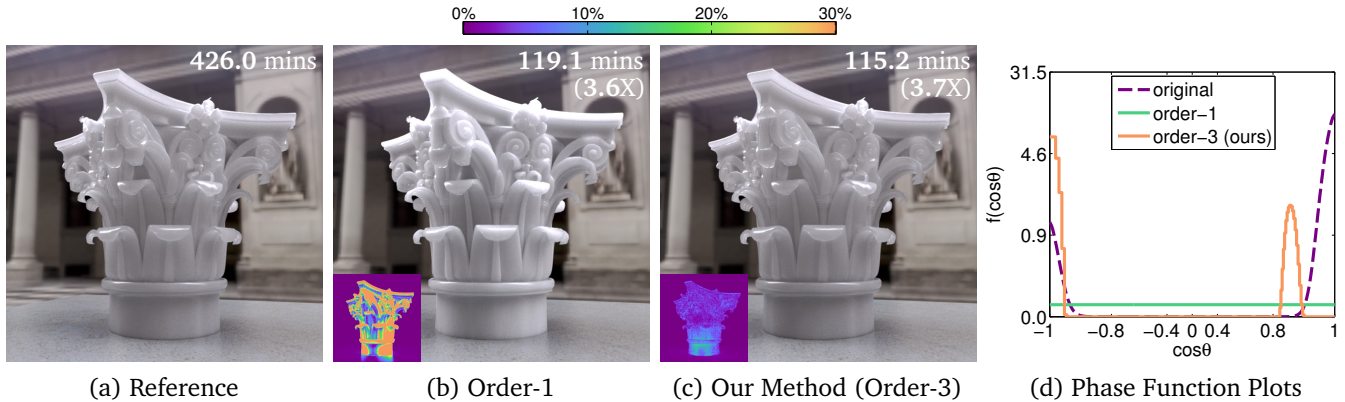 0% 10% 20% 30%
426.0 mins
119.1 mins
(3.6X)
115.2 mins
(3.7X)
31.5
4.6
0.9
0.0
f(cosθ)
original
order-1
order-3 (ours)
-1 -0.8 -0.4 0 0.4 0.8 1
cosθ
(a) Reference
(b) Order-1
(c) Our Method (Order-3)
(d) Phase Function Plots